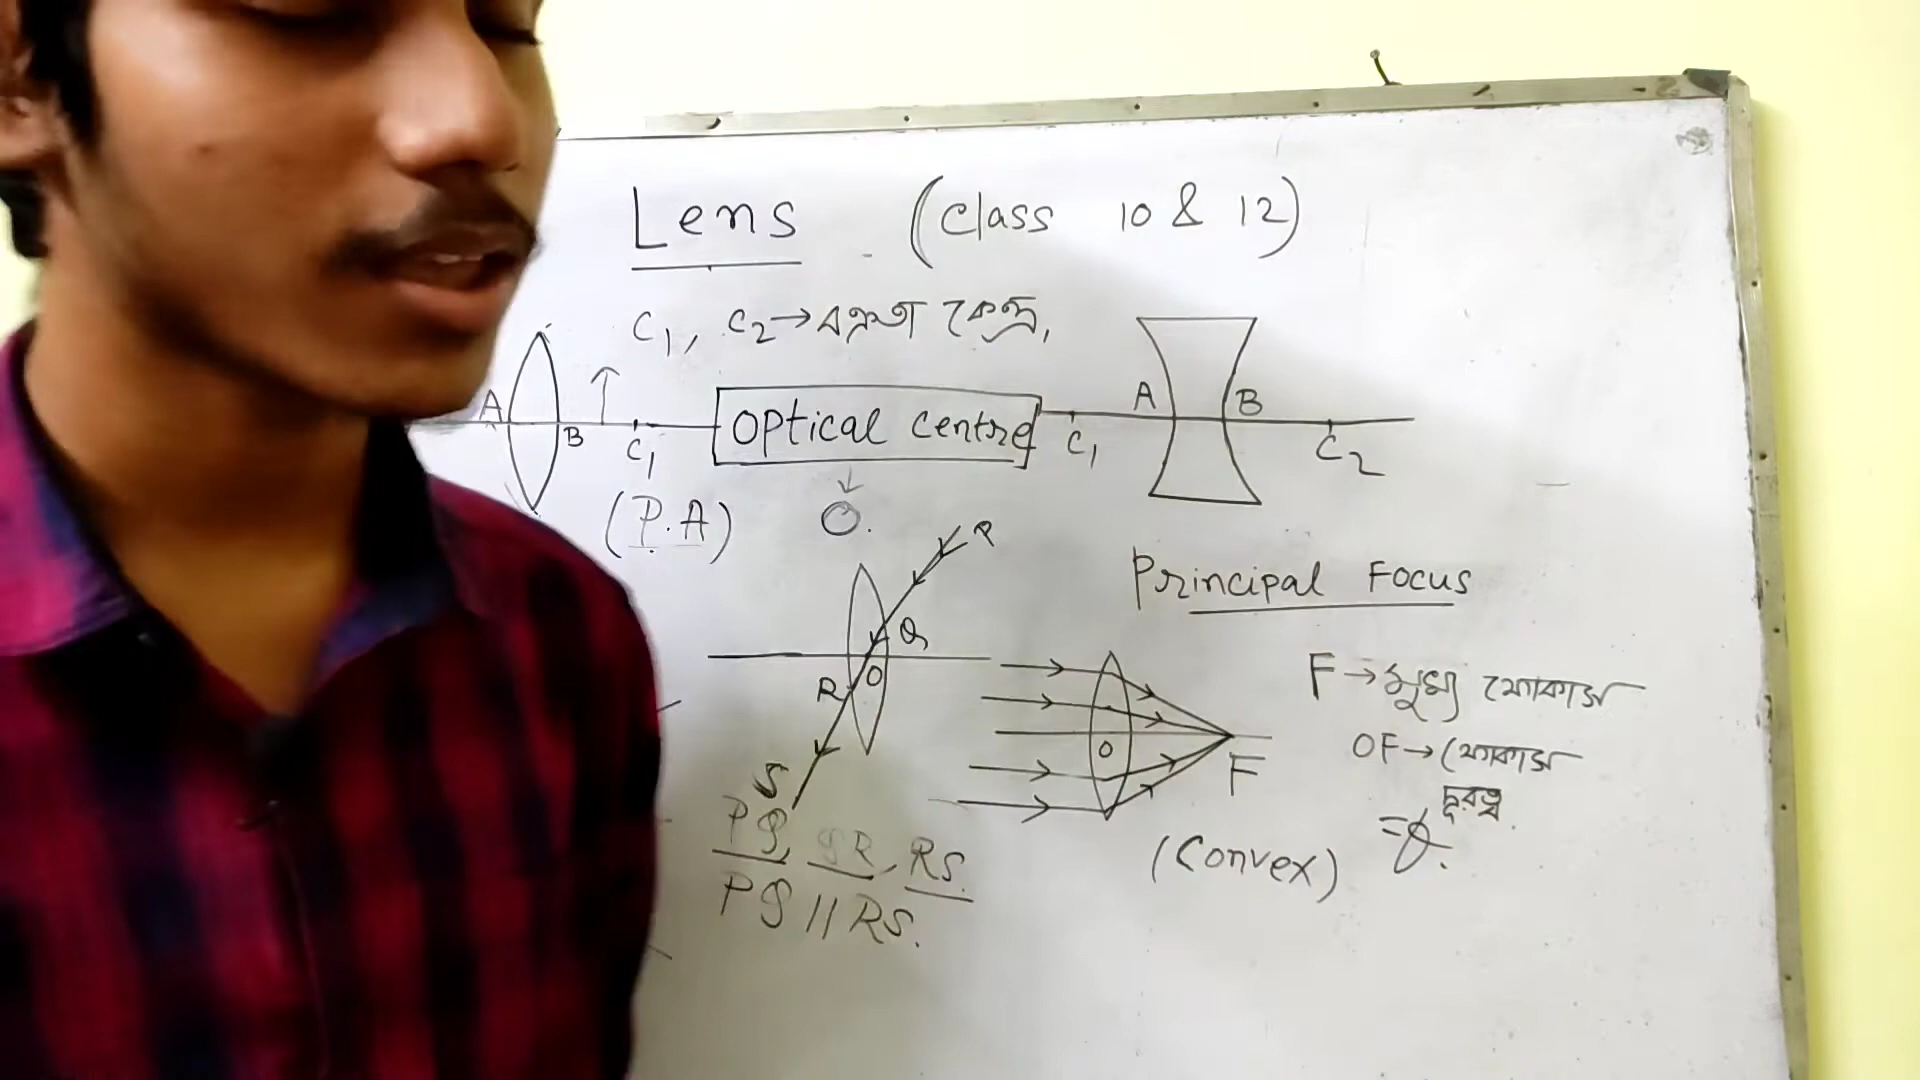 Lens (Class 10 & 12)
C₁, C₂ → বক্রতা কেন্দ্র,
A B C₁
Optical Centre
C₁ A B C₂
(P.A)
↓
O.
P
Q
O
R
S
PQ, QR, RS.
PQ || RS.
Principal Focus
O F
(Convex)
F → মুখ্য ফোকাস
OF → ফোকাস
দূরত্ব
= f.